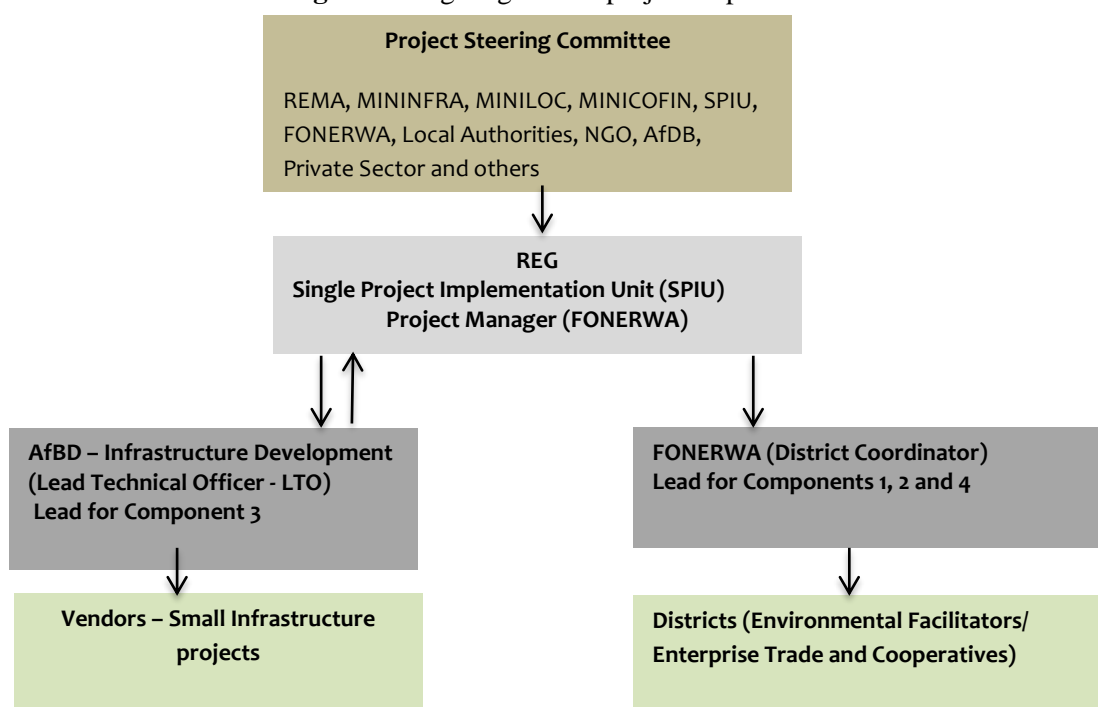 Project Steering Committee
REMA, MININFRA, MINILOC, MINICOFIN, SPIU,
FONERWA, Local Authorities, NGO, AfDB,
Private Sector and others
REG
Single Project Implementation Unit (SPIU)
Project Manager (FONERWA)
AfBD – Infrastructure Development
(Lead Technical Officer - LTO)
Lead for Component 3
FONERWA (District Coordinator)
Lead for Components 1, 2 and 4
Vendors – Small Infrastructure
projects
Districts (Environmental Facilitators/
Enterprise Trade and Cooperatives)